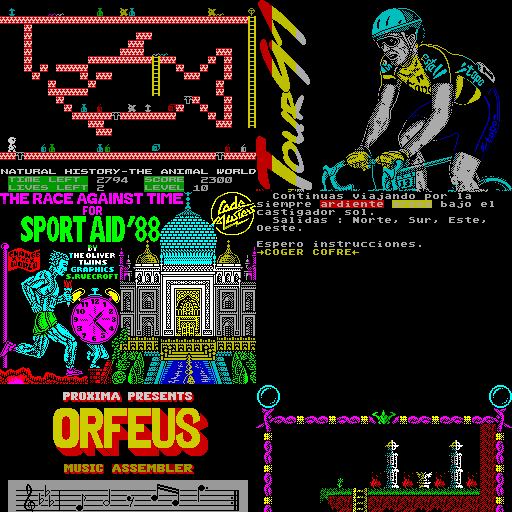 NATURAL HISTORY-THE ANIMAL WORLD
TIME LEFT 2794 SCORE 2300
LIVES LEFT 2 LEVEL 10
TOUR 91
THE RACE AGAINST TIME
FOR
SPORT AID'88
Code Masters
BY
THE OLIVER
TWINS
GRAPHICS
S.RUECROFT
Continuas viajando por la
siempre ardiente arena bajo el
castigador sol.
Salidas : Norte, Sur, Este,
Oeste.
Espero instrucciones.
→COGER COFRE←
PROXIMA PRESENTS
ORFEUS
MUSIC ASSEMBLER